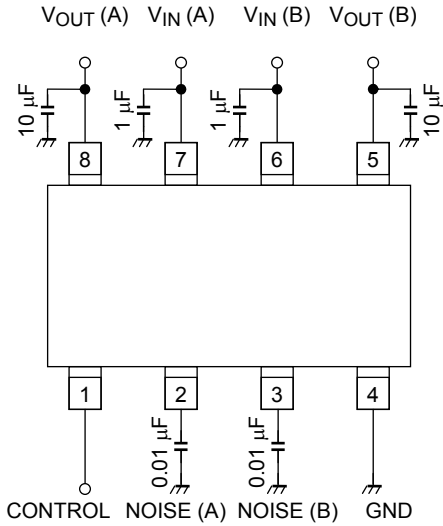 VOUT (A) VIN (A) VIN (B) VOUT (B)
10 μF 1 μF 1 μF 10 μF
8 7 6 5
1 2 3 4
0.01 μF 0.01 μF
CONTROL NOISE (A) NOISE (B) GND